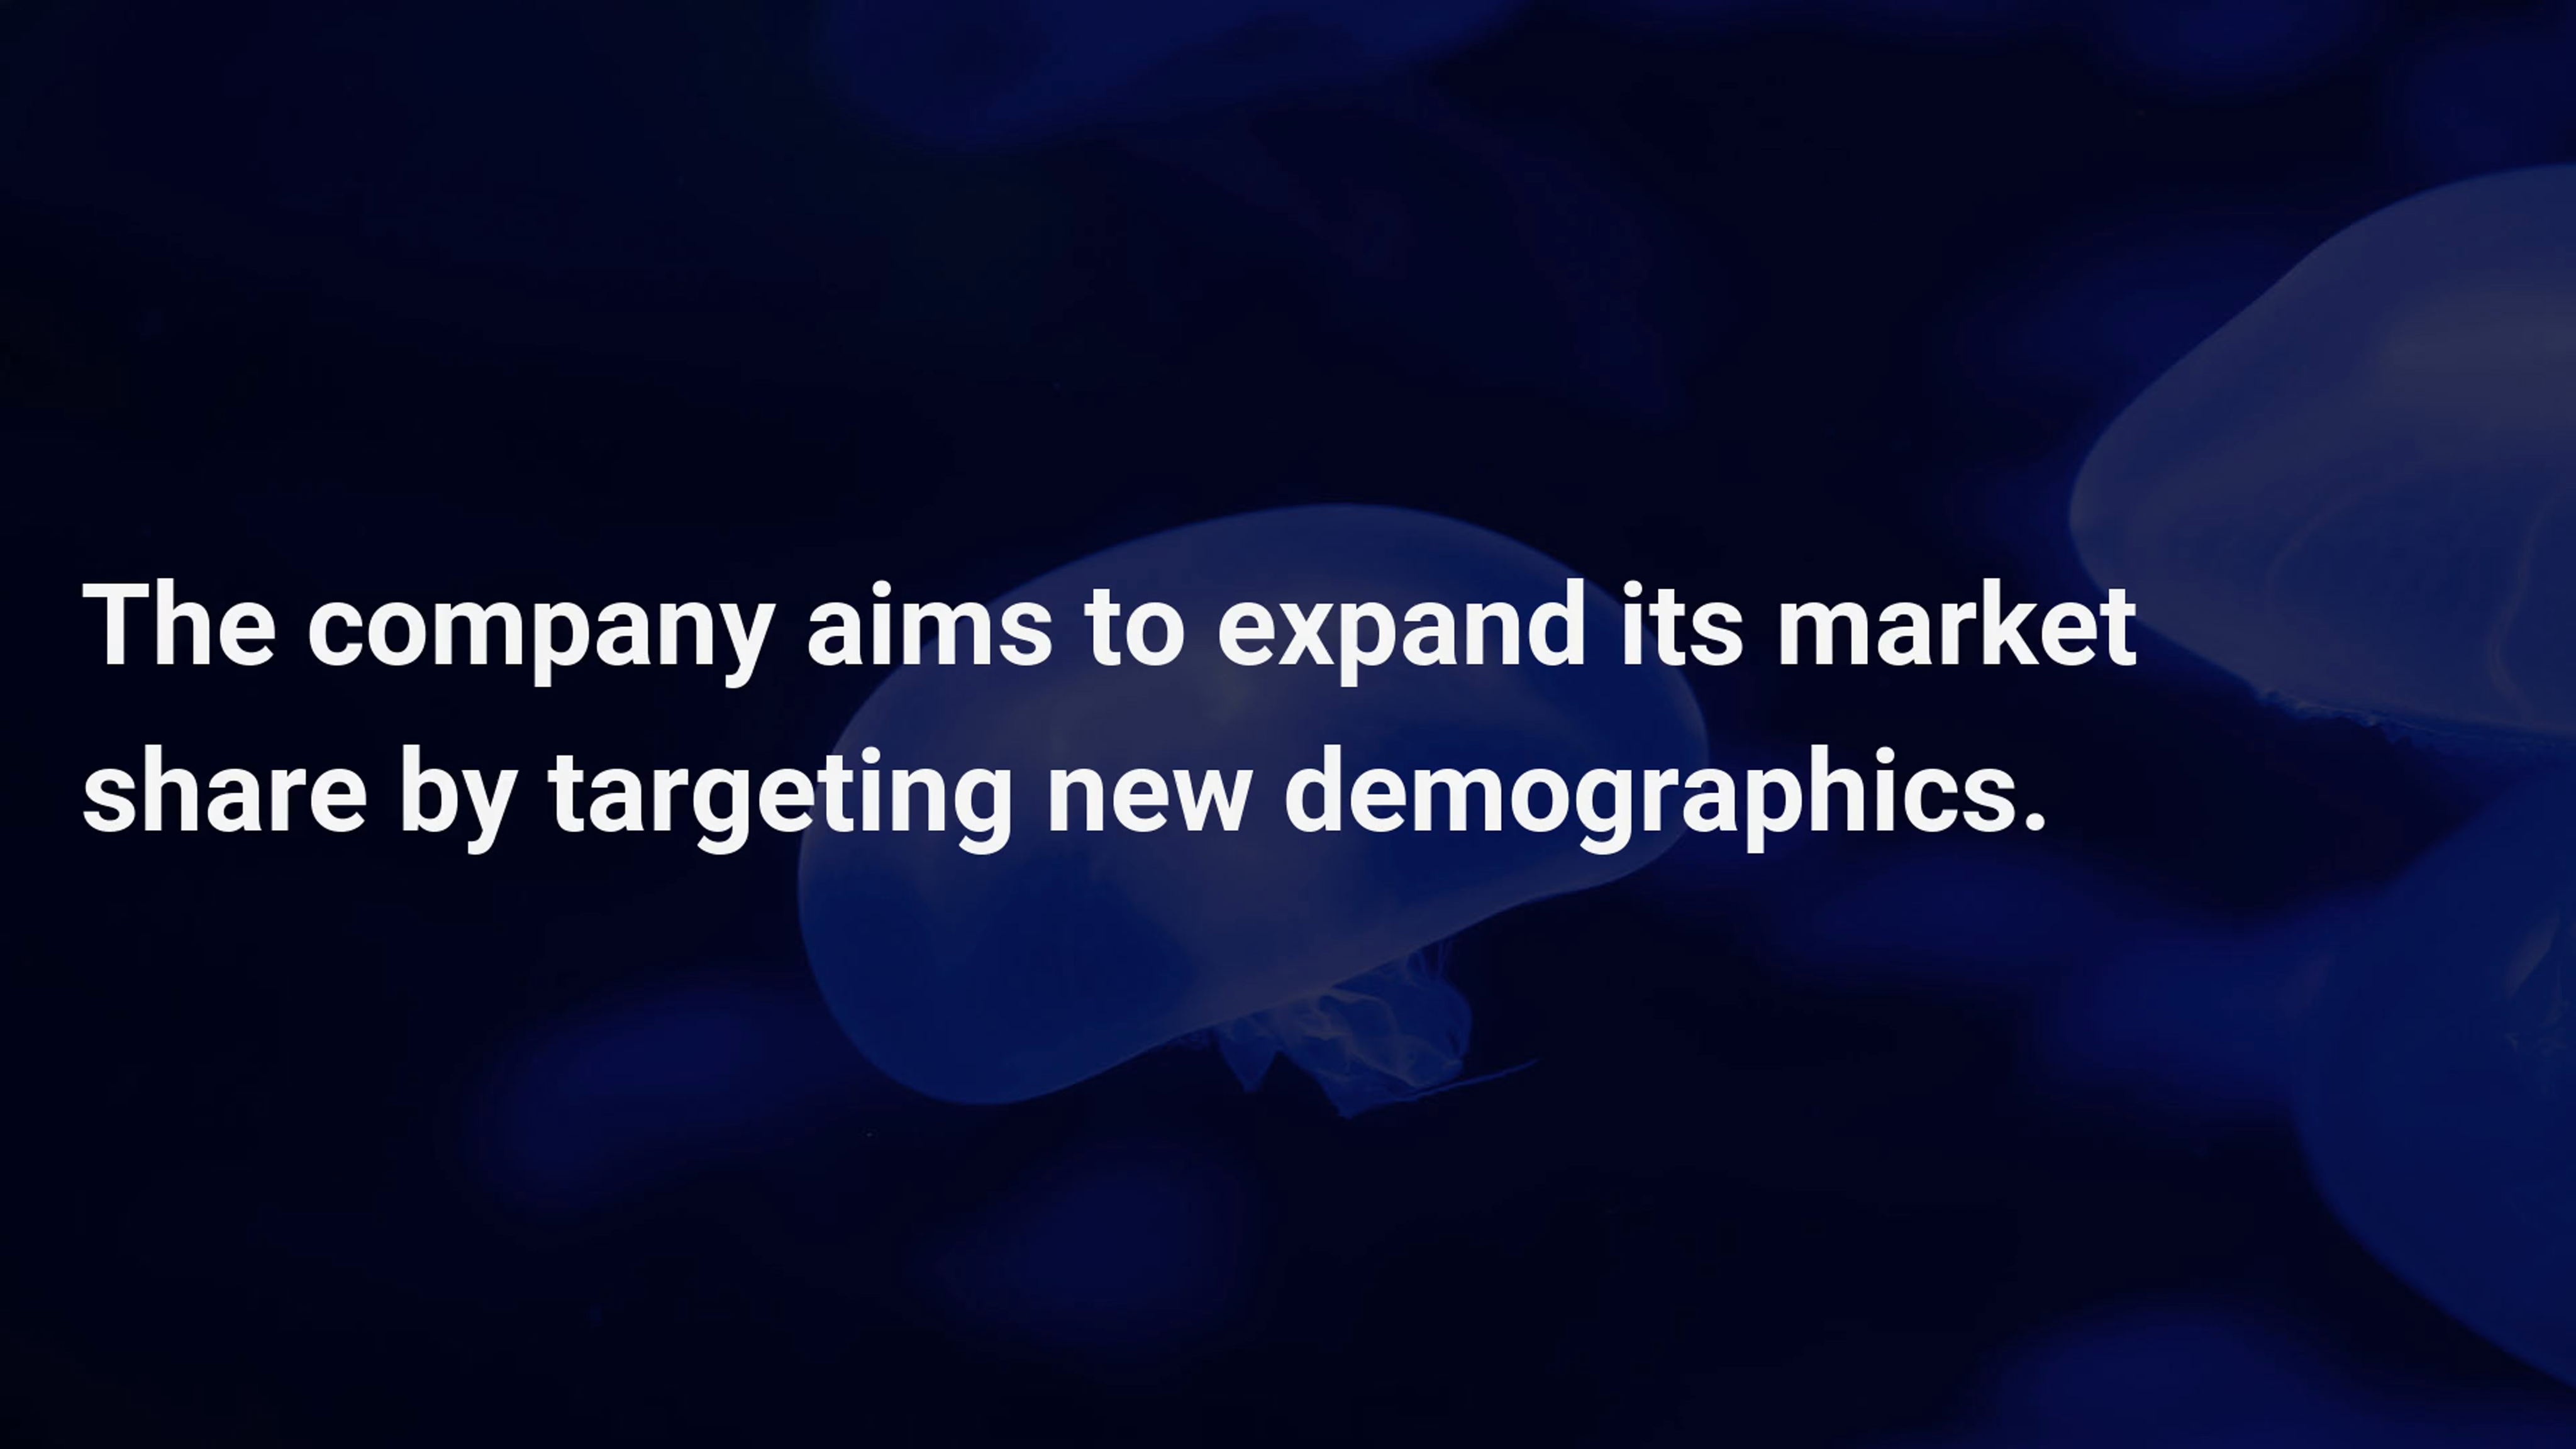 The company aims to expand its market
share by targeting new demographics.